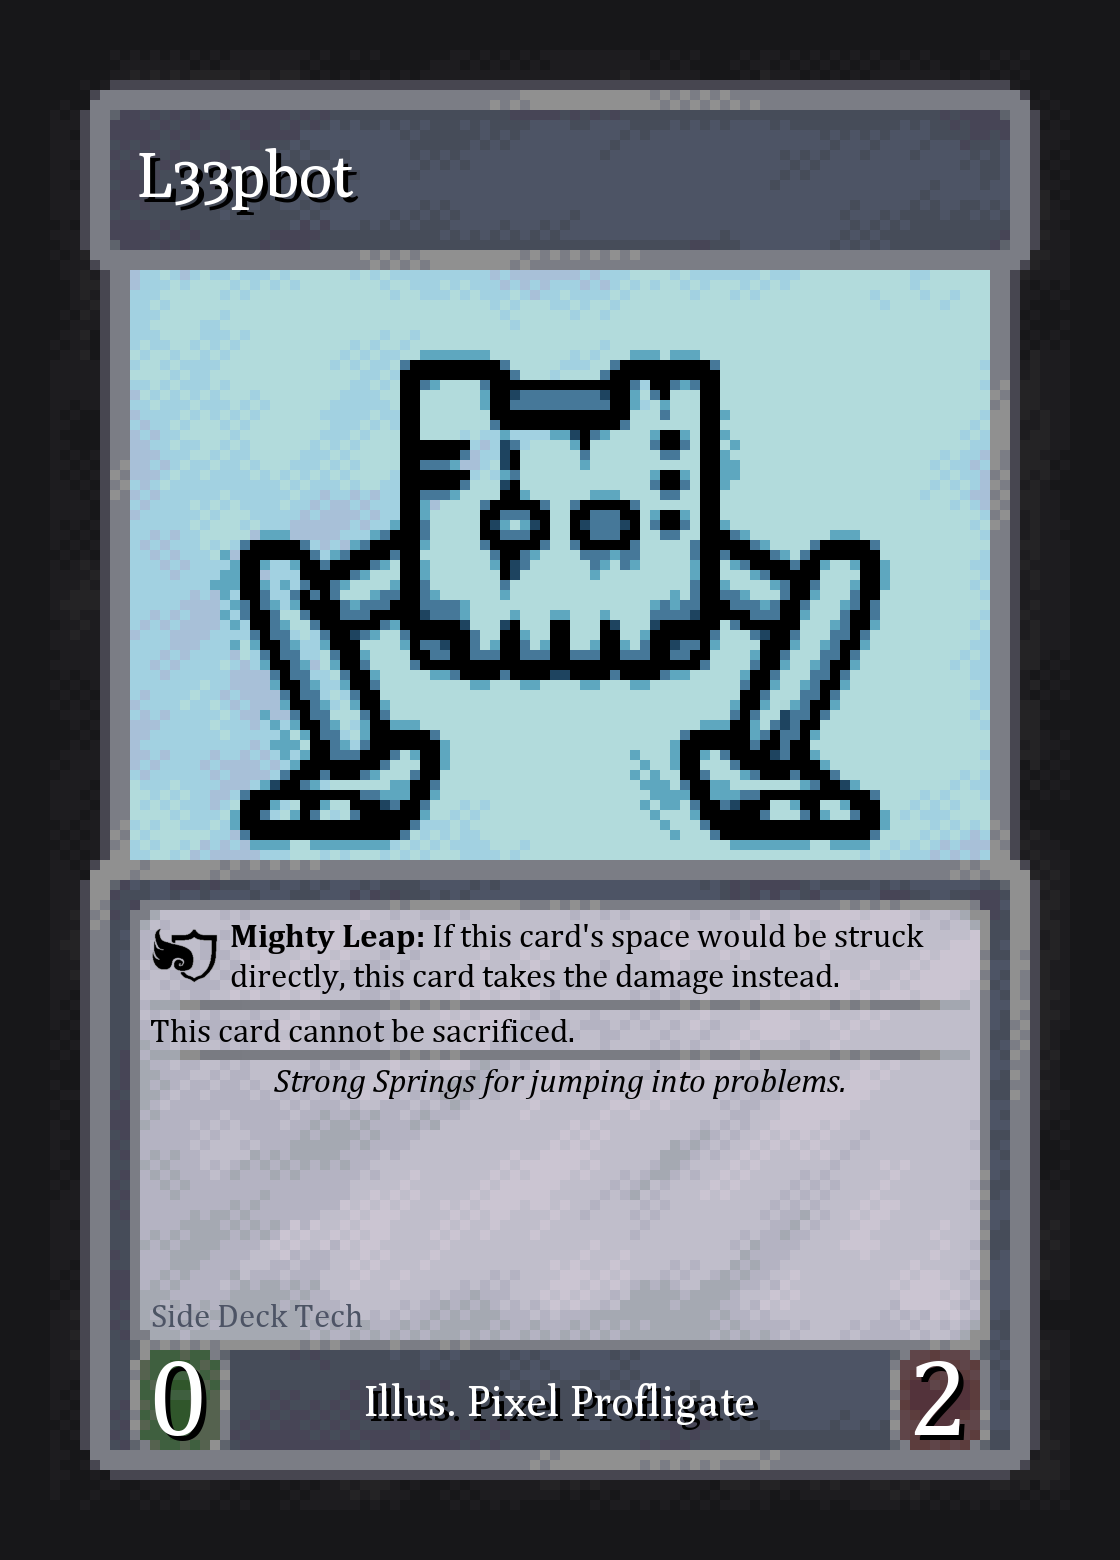 L33pbot
Mighty Leap: If this card's space would be struck
directly, this card takes the damage instead.
This card cannot be sacrificed.
Strong Springs for jumping into problems.
Side Deck Tech
0
Illus. Pixel Profligate
2